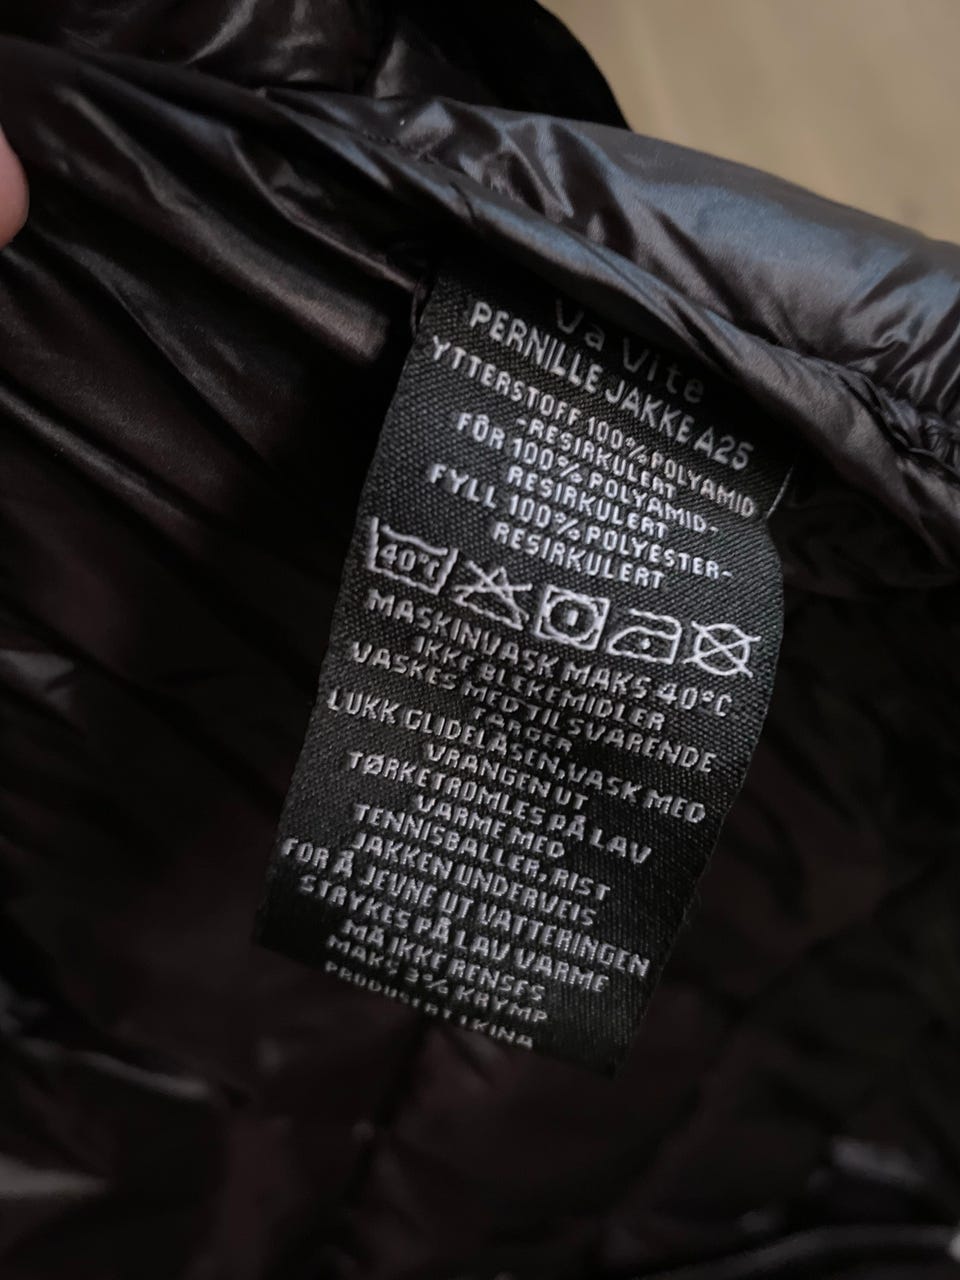 Va Vite
PERNILLE JAKKE A25
YTTERSTOFF 100% POLYAMID
-RESIRKULERT
FÔR 100% POLYAMID-
RESIRKULERT
FYLL 100% POLYESTER-
RESIRKULERT
40°C
MASKINVASK MAKS 40°C
IKKE BLEKEMIDLER
VASKES MED TILSVARENDE
FARGER
LUKK GLIDELÅSEN, VASK MED
VRANGEN UT
TØRKETROMLES PÅ LAV
VARME MED
TENNISBALLER, RIST
JAKKEN UNDERVEIS
FOR Å JEVNE UT VATTERINGEN
STRYKES PÅ LAV VARME
MÅ IKKE RENSES
MAKS 3% KRYMP
PRODUSERT I KINA